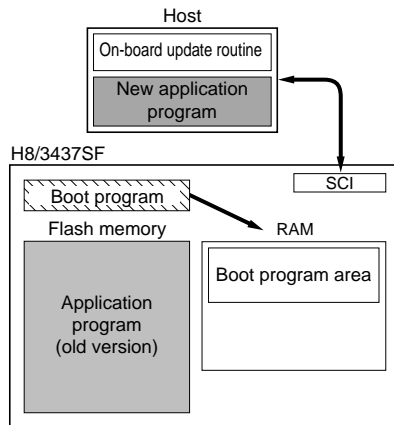 Host
On-board update routine
New application
program
H8/3437SF
SCI
Boot program
Flash memory
RAM
Boot program area
Application
program
(old version)